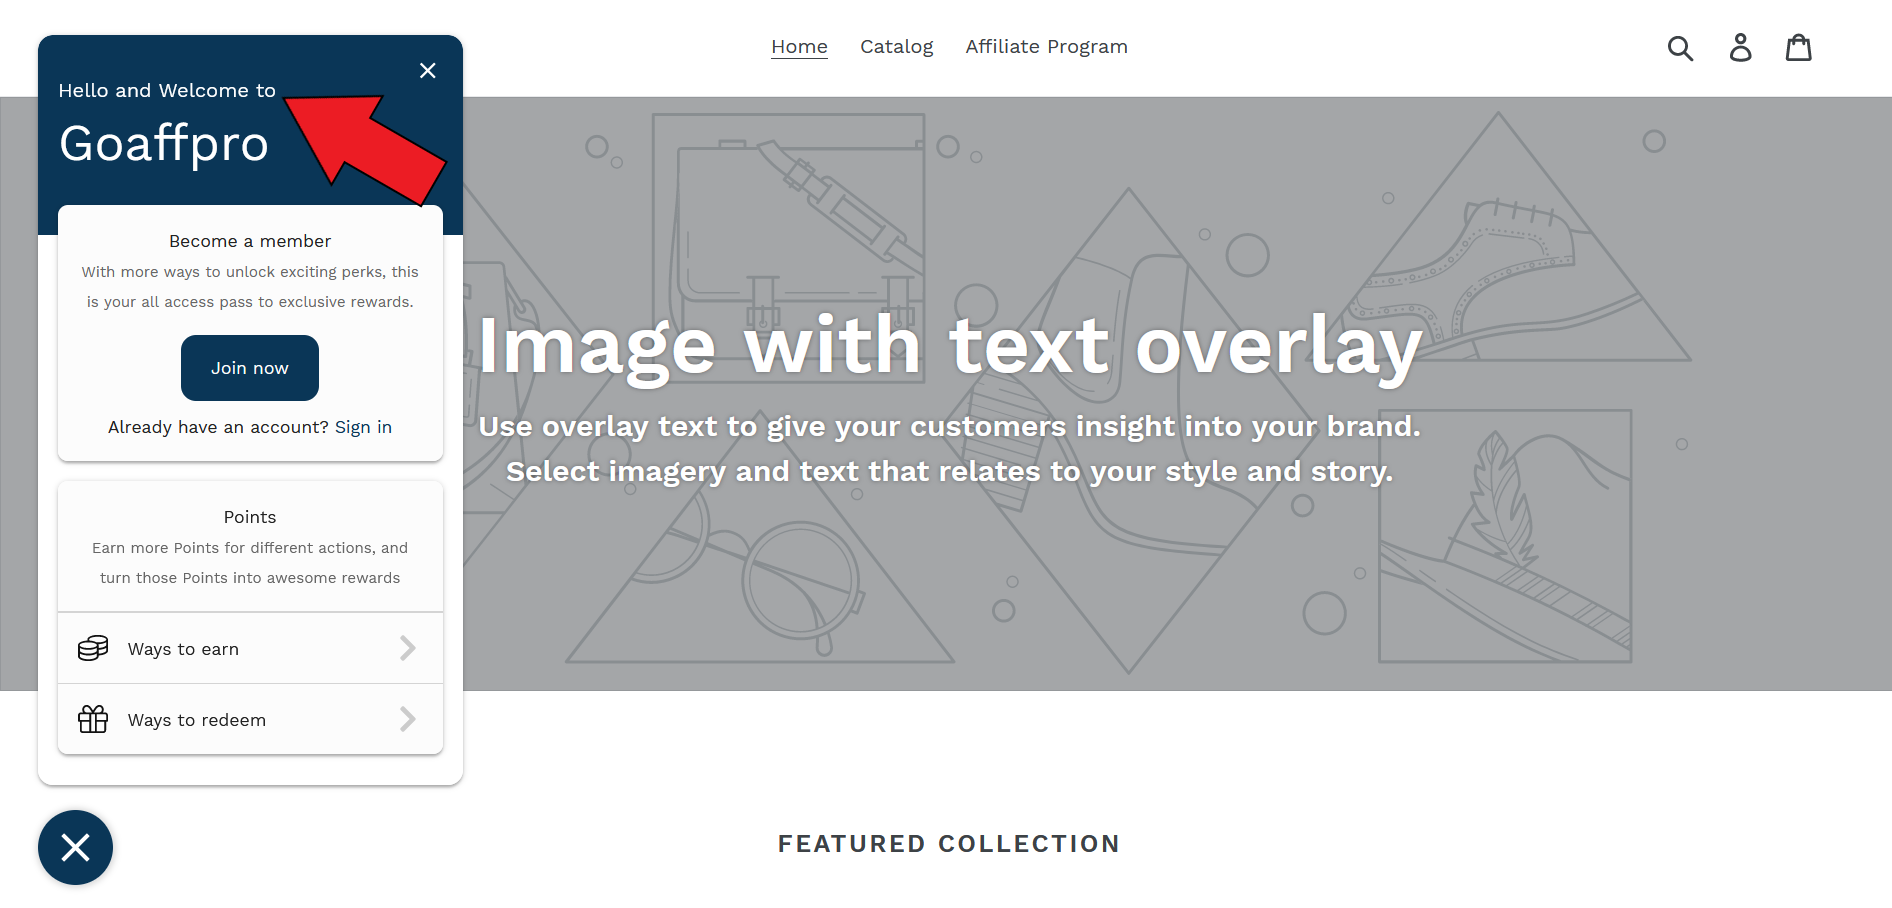 Home Catalog Affiliate Program
Hello and Welcome to
Goaffpro
Become a member
With more ways to unlock exciting perks, this
is your all access pass to exclusive rewards.
Join now
Already have an account? Sign in
Points
Earn more Points for different actions, and
turn those Points into awesome rewards
Ways to earn
Ways to redeem
Image with text overlay
Use overlay text to give your customers insight into your brand.
Select imagery and text that relates to your style and story.
FEATURED COLLECTION